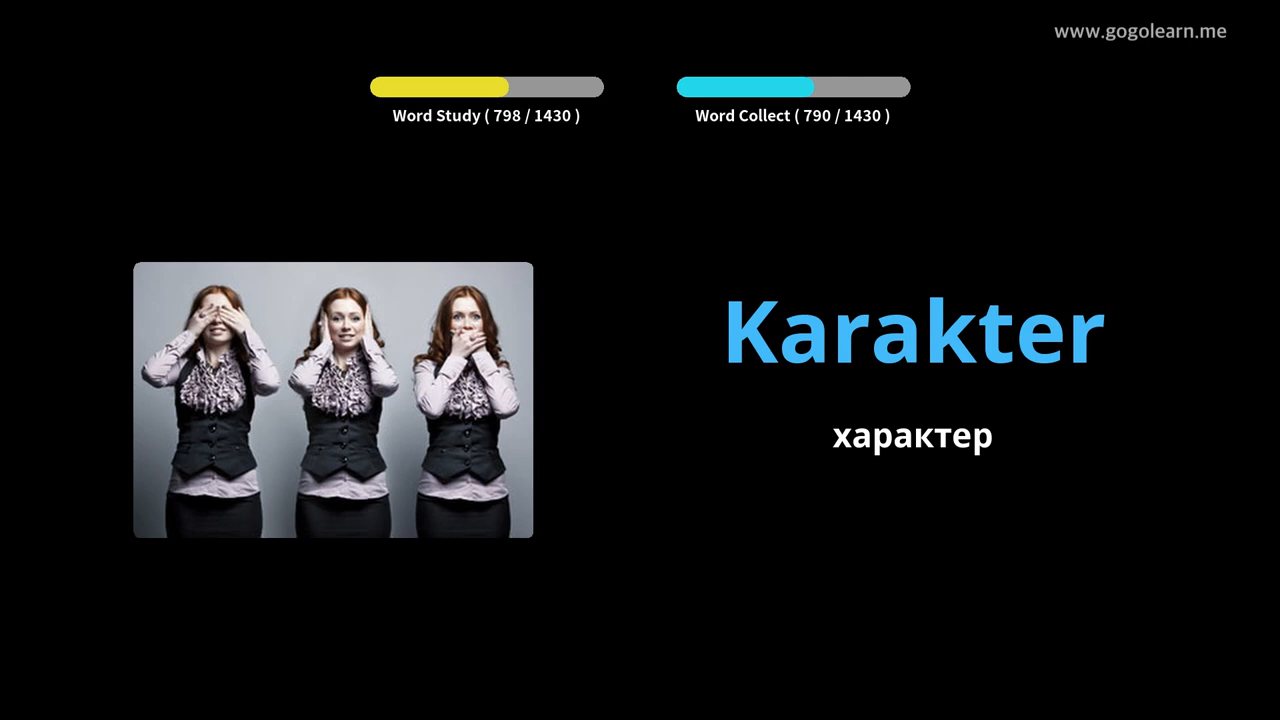 www.gogolearn.me
Word Study ( 798 / 1430 )
Word Collect ( 790 / 1430 )
Karakter
характер